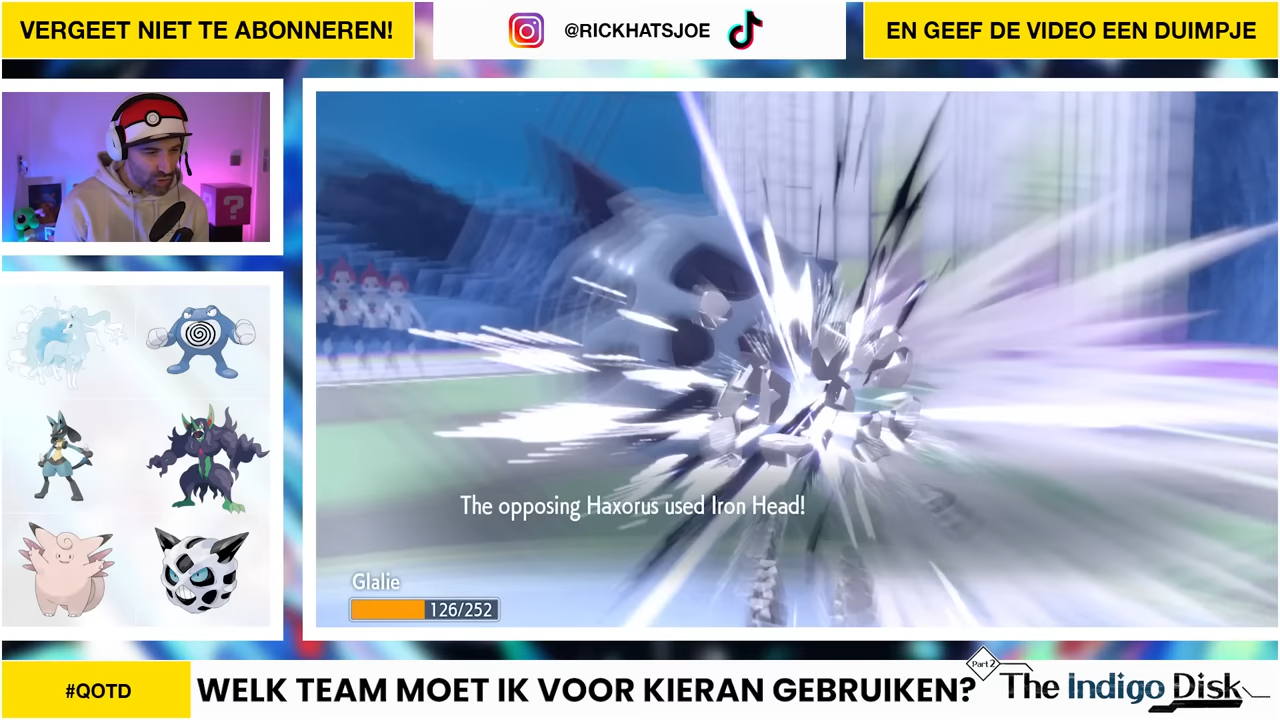 VERGEET NIET TE ABONNEREN!
@RICKHATSJOE
EN GEEF DE VIDEO EEN DUIMPJE
?
The opposing Haxorus used Iron Head!
Glalie
126/252
#QOTD
WELK TEAM MOET IK VOOR KIERAN GEBRUIKEN?
Part 2
The Indigo Disk